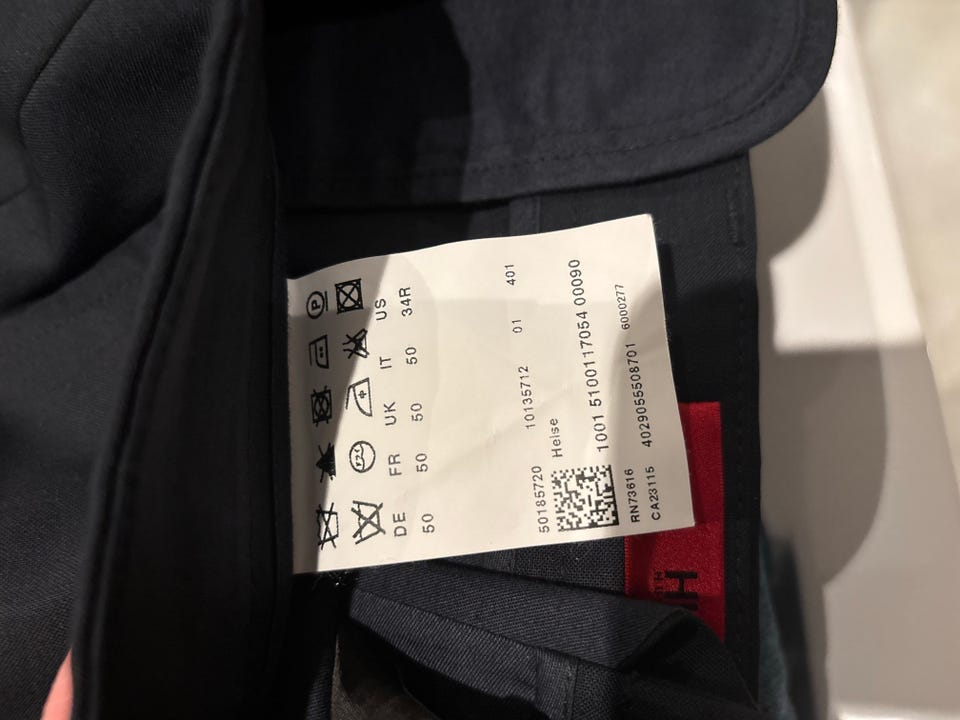 P
DE FR UK IT US
50 50 50 50 34R
50185720 10135712 01 401
Helse
1001 5100117054 00090
RN73616
CA23115 4029055508701 6000277